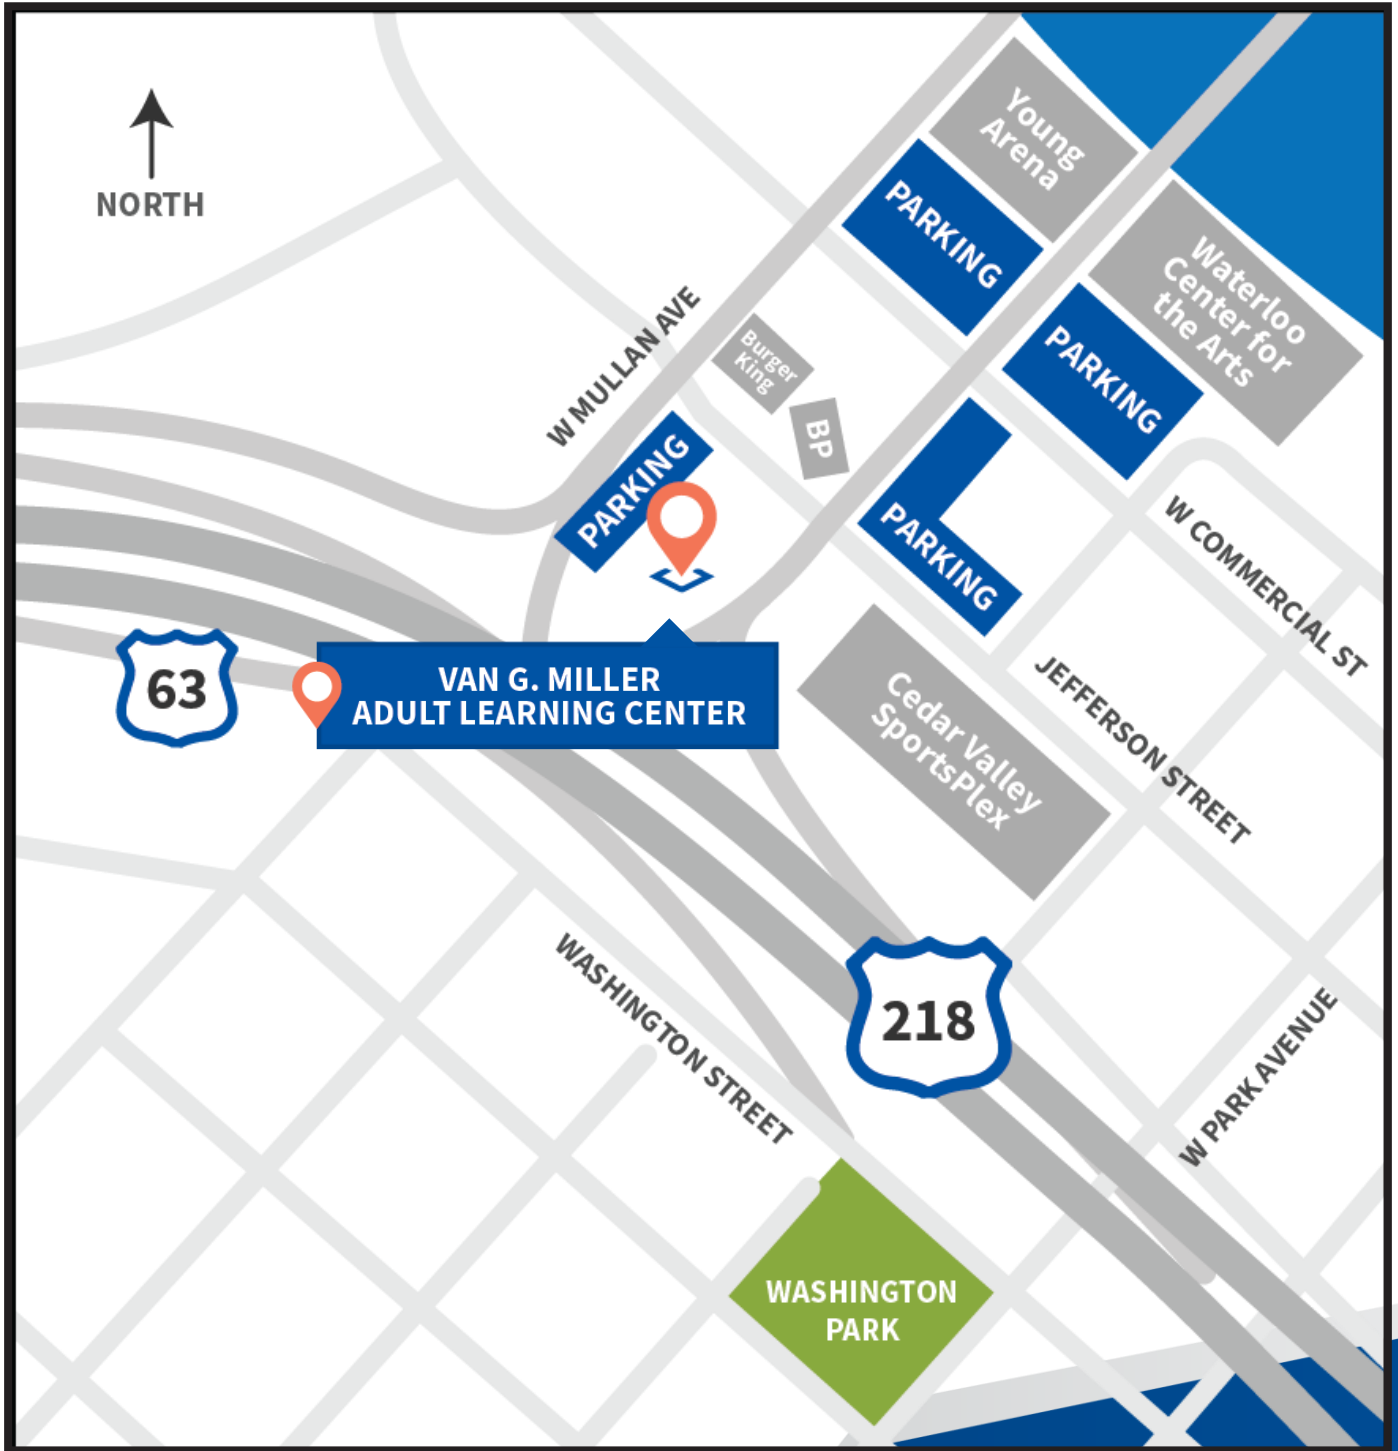 NORTH
Young
Arena
PARKING
Waterloo
Center for
the Arts
PARKING
W MULLAN AVE
Burger
King
BP
PARKING
PARKING
W COMMERCIAL ST
JEFFERSON STREET
63
VAN G. MILLER
ADULT LEARNING CENTER
Cedar Valley
SportsPlex
WASHINGTON STREET
218
W PARK AVENUE
WASHINGTON
PARK